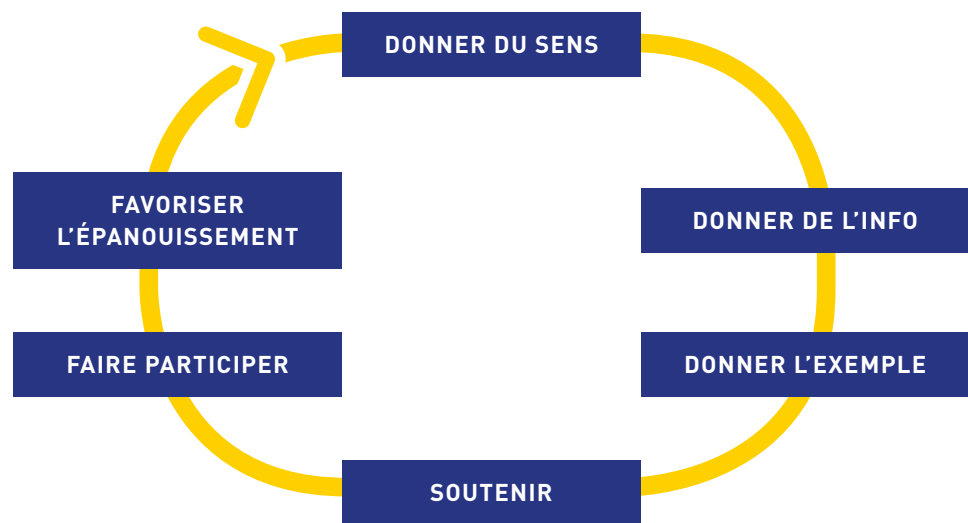 DONNER DU SENS
DONNER DE L’INFO
DONNER L’EXEMPLE
SOUTENIR
FAIRE PARTICIPER
FAVORISER
L’ÉPANOUISSEMENT